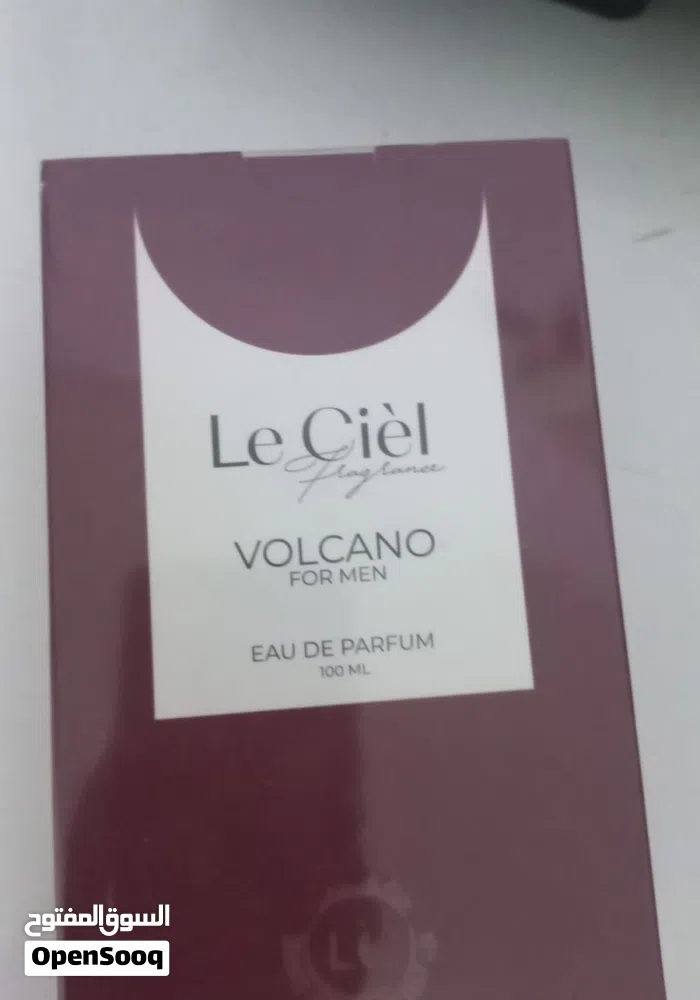 Le Cièl
Fragrance
VOLCANO
FOR MEN
EAU DE PARFUM
100 ML
السوق المفتوح
OpenSooq